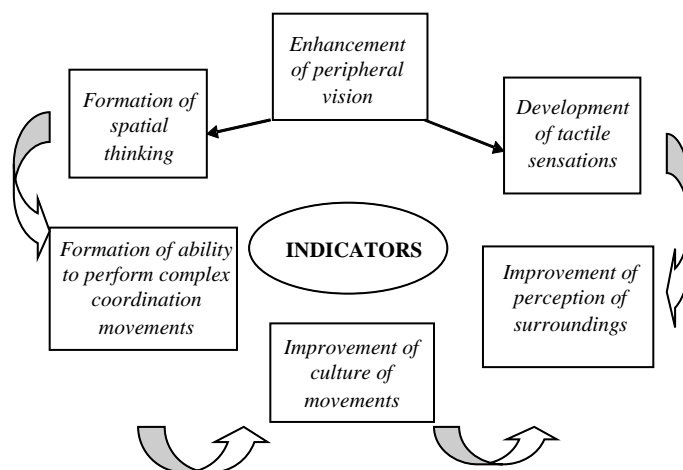 Enhancement
of peripheral
vision
Formation of
spatial
thinking
Development
of tactile
sensations
Formation of ability
to perform complex
coordination
movements
INDICATORS
Improvement of
perception of
surroundings
Improvement of
culture of
movements